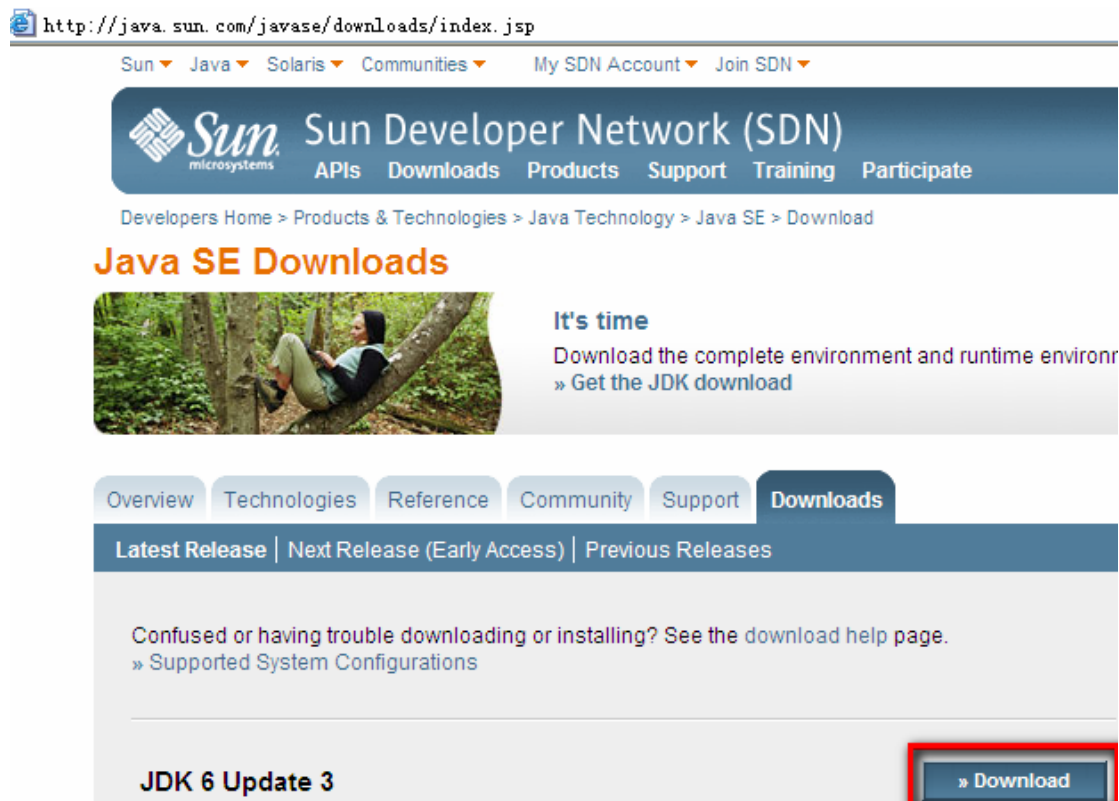 http://java.sun.com/javase/downloads/index.jsp
Sun Java Solaris Communities My SDN Account Join SDN
Sun microsystems
Sun Developer Network (SDN)
APIs Downloads Products Support Training Participate
Developers Home > Products & Technologies > Java Technology > Java SE > Download
Java SE Downloads
It's time
Download the complete environment and runtime environ
» Get the JDK download
Overview Technologies Reference Community Support Downloads
Latest Release | Next Release (Early Access) | Previous Releases
Confused or having trouble downloading or installing? See the download help page.
» Supported System Configurations
JDK 6 Update 3
» Download